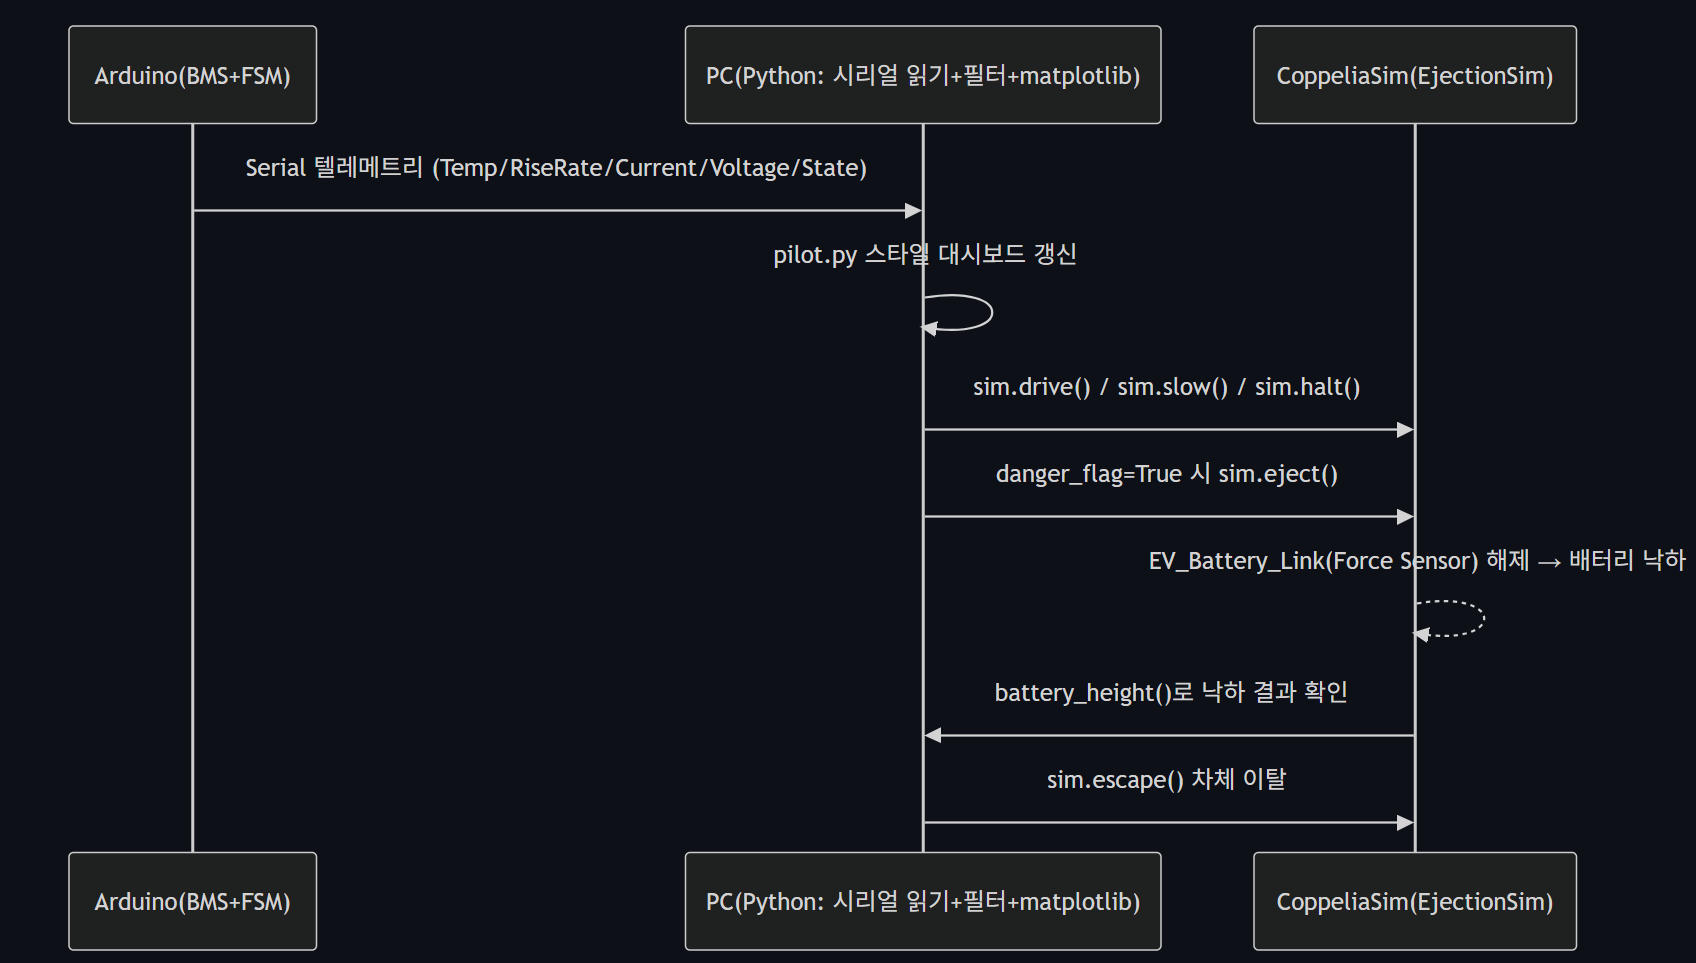 Arduino(BMS+FSM)
PC(Python: 시리얼 읽기+필터+matplotlib)
CoppeliaSim(EjectionSim)
Serial 텔레메트리 (Temp/RiseRate/Current/Voltage/State)
pilot.py 스타일 대시보드 갱신
sim.drive() / sim.slow() / sim.halt()
danger_flag=True 시 sim.eject()
EV_Battery_Link(Force Sensor) 해제 → 배터리 낙하
battery_height()로 낙하 결과 확인
sim.escape() 차체 이탈
Arduino(BMS+FSM)
PC(Python: 시리얼 읽기+필터+matplotlib)
CoppeliaSim(EjectionSim)